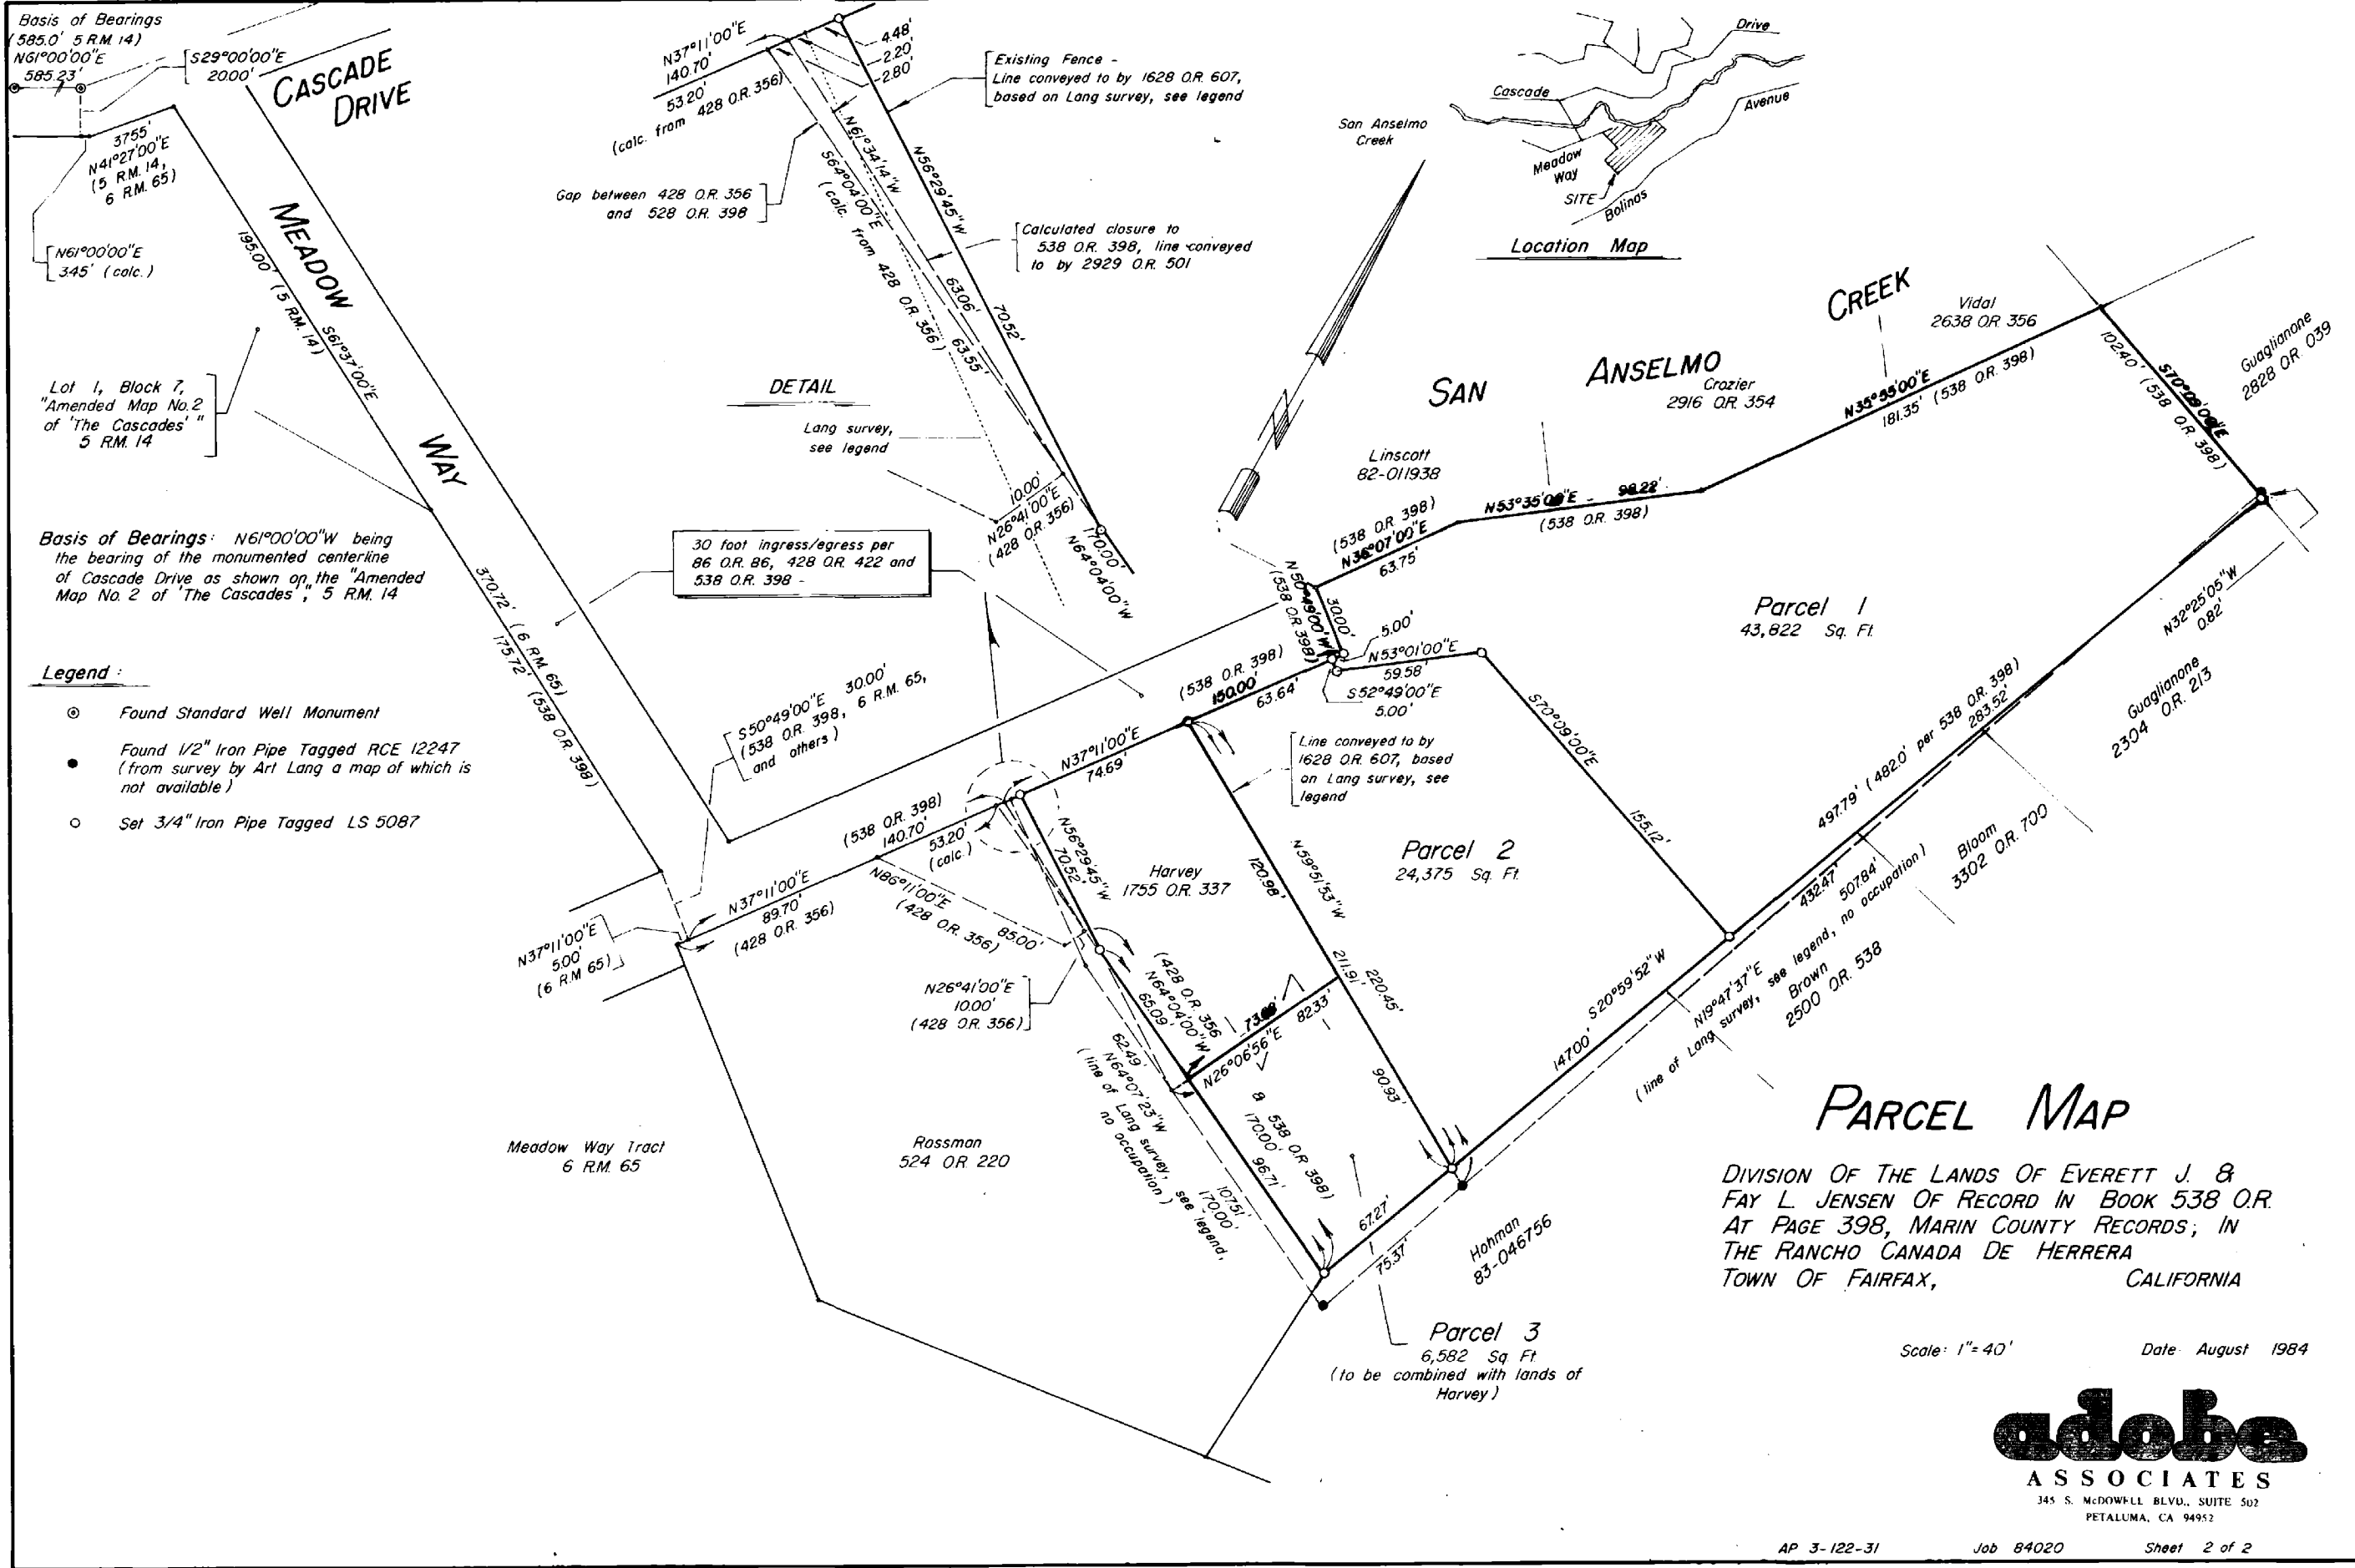 Basis of Bearings
(585.0' 5 R.M. 14)
N61°00'00"E
585.23'
S29°00'00"E
20.00'
CASCADE
DRIVE
37.55'
N41°27'00"E
(5 R.M. 14,
6 R.M. 65)
N61°00'00"E
3.45' (calc.)
MEADOW
WAY
195.00' (5 R.M. 14)
S61°37'00"E
Lot 1, Block 7,
"Amended Map No. 2
of 'The Cascades' "
5 R.M. 14
370.72' (6 R.M. 65)
175.72' (538 O.R. 398)
Basis of Bearings: N61°00'00"W being
the bearing of the monumented centerline
of Cascade Drive as shown on the "Amended
Map No. 2 of 'The Cascades'", 5 R.M. 14
Legend :
Found Standard Well Monument
Found 1/2" Iron Pipe Tagged RCE 12247
(from survey by Art Lang a map of which is
not available)
Set 3/4" Iron Pipe Tagged LS 5087
N37°11'00"E
140.70'
53.20'
(calc. from 428 O.R. 356)
4.48'
2.20'
2.80'
Existing Fence -
Line conveyed to by 1628 O.R. 607,
based on Lang survey, see legend
Gap between 428 O.R. 356
and 528 O.R. 398
N61°34'14"W
S64°04'00"E
(calc. from 428 O.R. 356)
N56°29'45"W
Calculated closure to
538 O.R. 398, line conveyed
to by 2929 O.R. 501
63.06'
63.55'
70.52'
DETAIL
Lang survey,
see legend
10.00'
N26°41'00"E
(428 O.R. 356)
170.00'
N64°04'00"W
30 foot ingress/egress per
86 O.R. 86, 428 O.R. 422 and
538 O.R. 398 -
Drive
Cascade
Avenue
San Anselmo
Creek
Meadow
Way
SITE
Bolinas
Location Map
SAN
ANSELMO
CREEK
Vidal
2638 OR 356
Crozier
2916 O.R. 354
Linscott
82-011938
Guaglianone
2828 O.R. 039
102.40' (538 O.R. 398)
S70°09'00"E
N35°55'00"E
181.35' (538 O.R. 398)
N53°35'00"E - 98.22'
(538 O.R. 398)
(538 O.R. 398)
N36°07'00"E
63.75'
N50°49'00"W
30.00'
(538 O.R. 398)
5.00'
N53°01'00"E
59.58'
S52°49'00"E
5.00'
Parcel 1
43,822 Sq. Ft.
N32°25'05"W
0.82'
Guaglianone
2304 O.R. 213
S50°49'00"E 30.00'
(538 O.R. 398, 6 R.M. 65,
and others)
(538 O.R. 398)
150.00'
63.64'
N37°11'00"E
74.69'
Line conveyed to by
1628 O.R. 607, based
on Lang survey, see
legend
S70°09'00"E
155.12'
497.79' (482.0' per 538 O.R. 398)
283.52'
(538 O.R. 398)
140.70'
53.20'
(calc.)
N37°11'00"E
89.70'
(428 O.R. 356)
N86°11'00"E
85.00'
(428 O.R. 356)
N56°29'45"W
70.52'
Harvey
1755 O.R. 337
120.98'
N59°51'53"W
Parcel 2
24,375 Sq. Ft.
Bloom
3302 O.R. 700
N37°11'00"E
5.00'
(6 R.M. 65)
N26°41'00"E
10.00'
(428 O.R. 356)
(428 O.R. 356
N64°04'00"W
65.09'
211.91'
220.45'
82.33'
N26°06'56"E
90.93'
S20°59'52"W
147.00'
432.47'
507.84'
N19°47'37"E
(line of Lang survey, see legend, no occupation)
Brown
2500 O.R. 538
62.49'
N64°07'23"W
(line of Lang survey, see legend,
no occupation)
107.51'
170.00'
& 538 O.R. 398)
170.00'
96.71'
Meadow Way Tract
6 R.M. 65
Rossman
524 OR 220
67.27'
75.37'
Hohman
83-046756
Parcel 3
6,582 Sq. Ft.
(to be combined with lands of
Harvey)
PARCEL MAP
DIVISION OF THE LANDS OF EVERETT J. &
FAY L. JENSEN OF RECORD IN BOOK 538 O.R.
AT PAGE 398, MARIN COUNTY RECORDS; IN
THE RANCHO CANADA DE HERRERA
TOWN OF FAIRFAX, CALIFORNIA
Scale: 1"= 40' Date August 1984
adobe
ASSOCIATES
345 S. McDOWELL BLVD., SUITE 502
PETALUMA, CA 94952
AP 3-122-31 Job 84020 Sheet 2 of 2